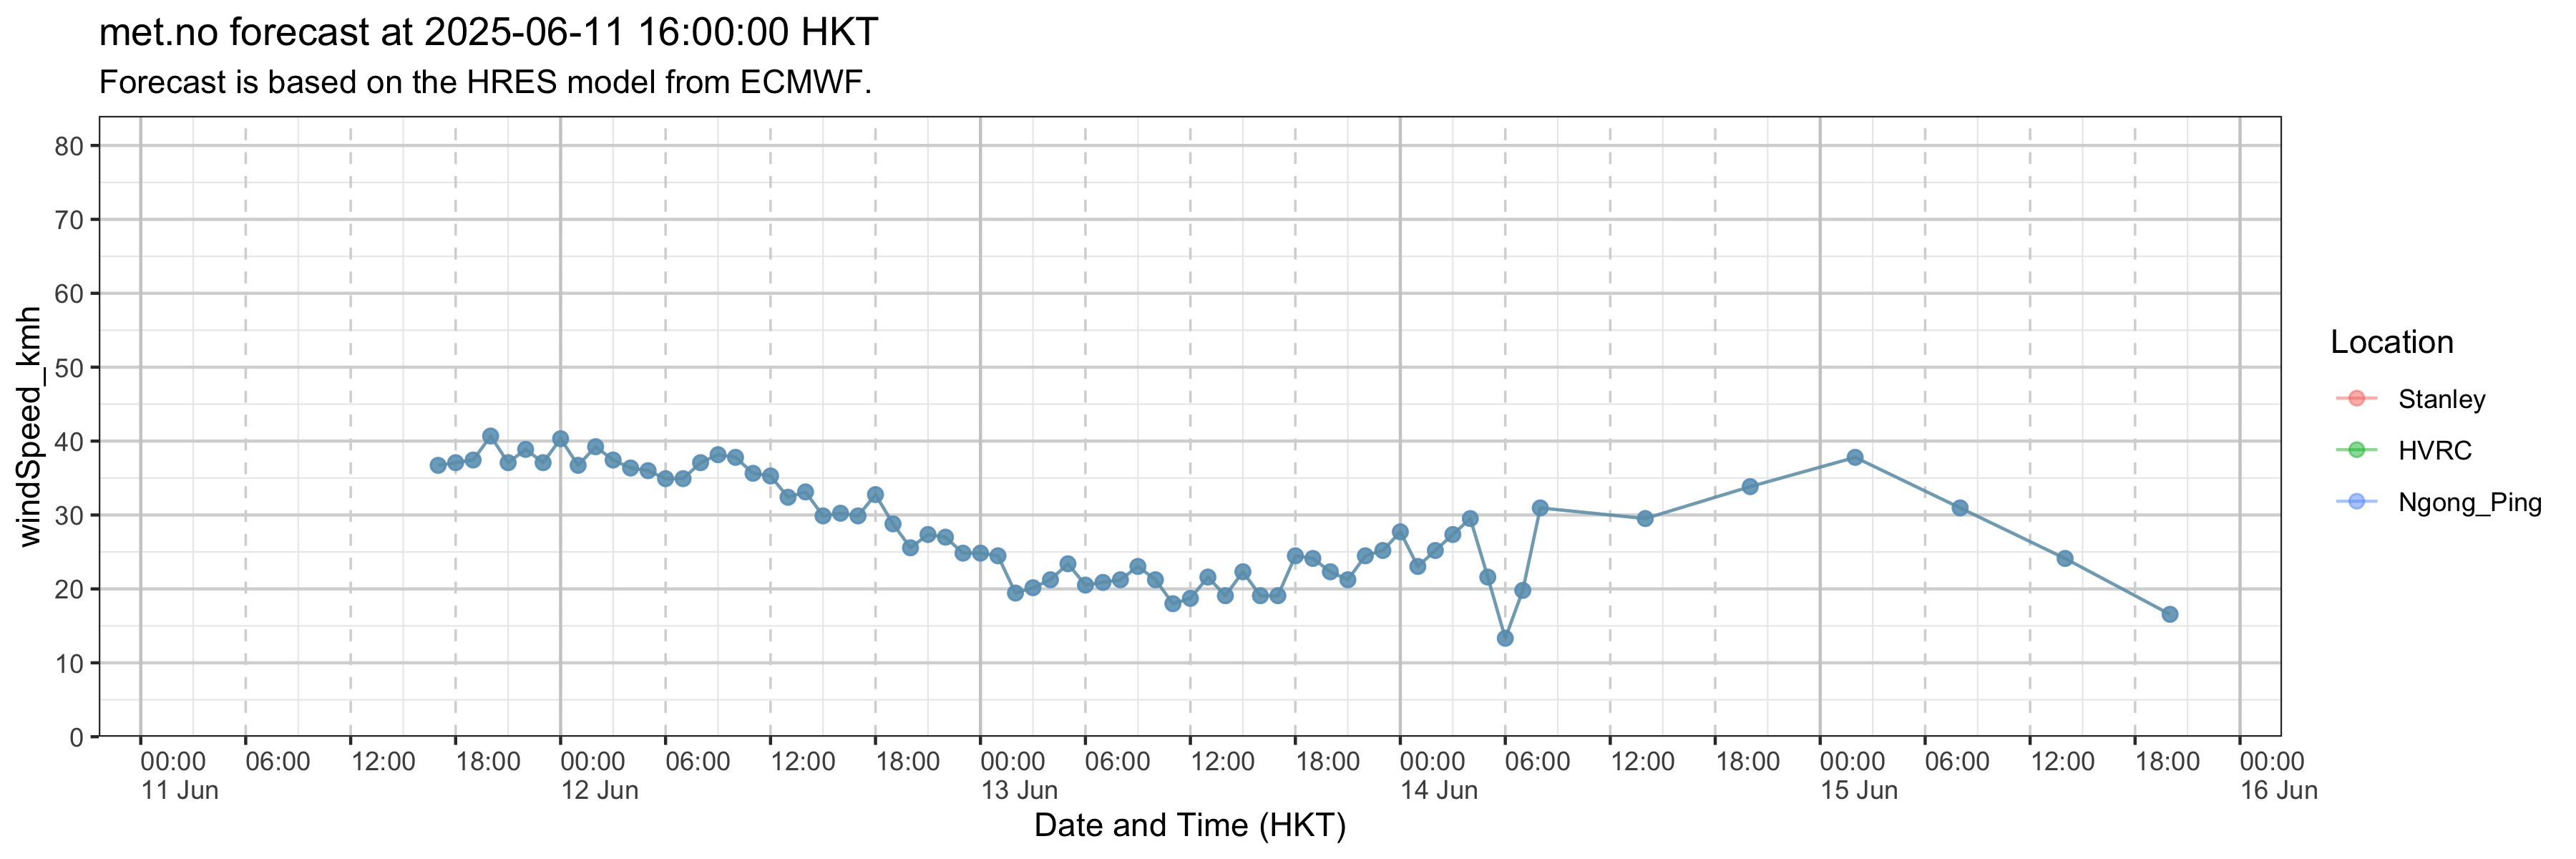 met.no forecast at 2025-06-11 16:00:00 HKT
Forecast is based on the HRES model from ECMWF.
windSpeed_kmh
80
70
60
50
40
30
20
10
0
00:00 06:00 12:00 18:00 00:00 06:00 12:00 18:00 00:00 06:00 12:00 18:00 00:00 06:00 12:00 18:00 00:00 06:00 12:00 18:00 00:00
11 Jun 12 Jun 13 Jun 14 Jun 15 Jun 16 Jun
Date and Time (HKT)
Location
Stanley
HVRC
Ngong_Ping